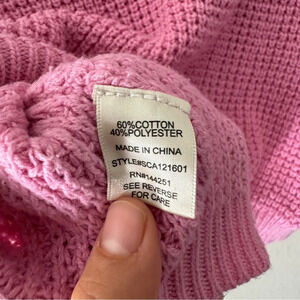 60%COTTON
40%POLYESTER
MADE IN CHINA
STYLE#SCA121601
RN#144251
SEE REVERSE
FOR CARE